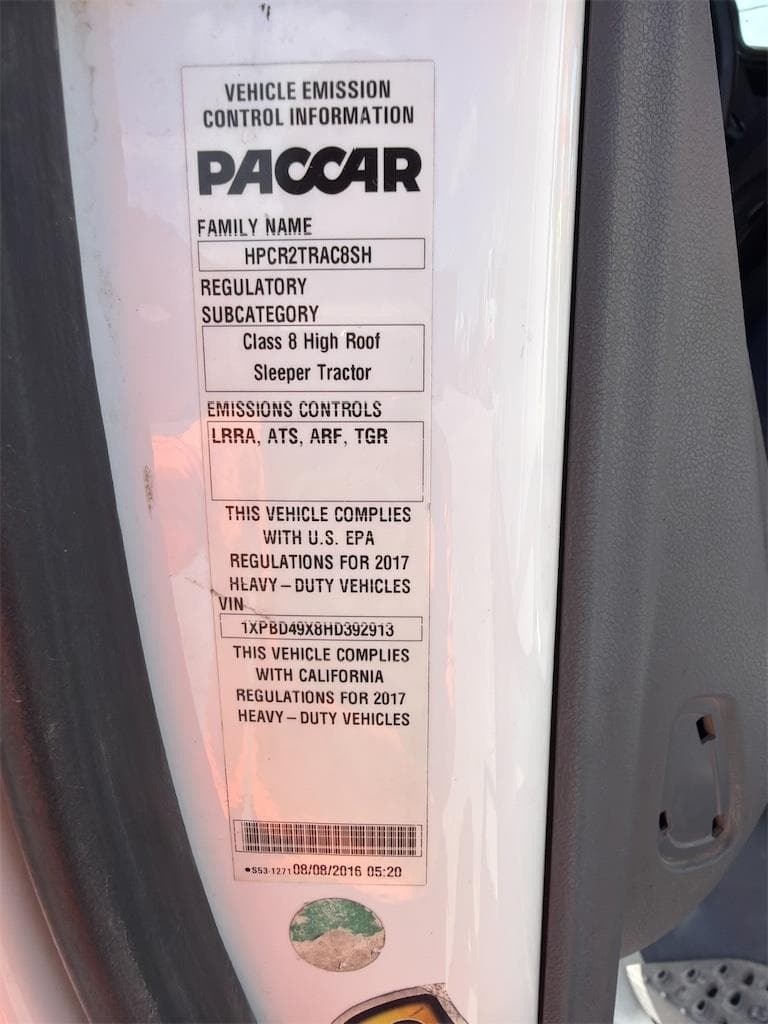 VEHICLE EMISSION
CONTROL INFORMATION
PACCAR
FAMILY NAME
HPCR2TRAC8SH
REGULATORY
SUBCATEGORY
Class 8 High Roof
Sleeper Tractor
EMISSIONS CONTROLS
LRRA, ATS, ARF, TGR
THIS VEHICLE COMPLIES
WITH U.S. EPA
REGULATIONS FOR 2017
HEAVY-DUTY VEHICLES
VIN
1XPBD49X8HD392913
THIS VEHICLE COMPLIES
WITH CALIFORNIA
REGULATIONS FOR 2017
HEAVY-DUTY VEHICLES
•S53-1271 08/08/2016 05:20